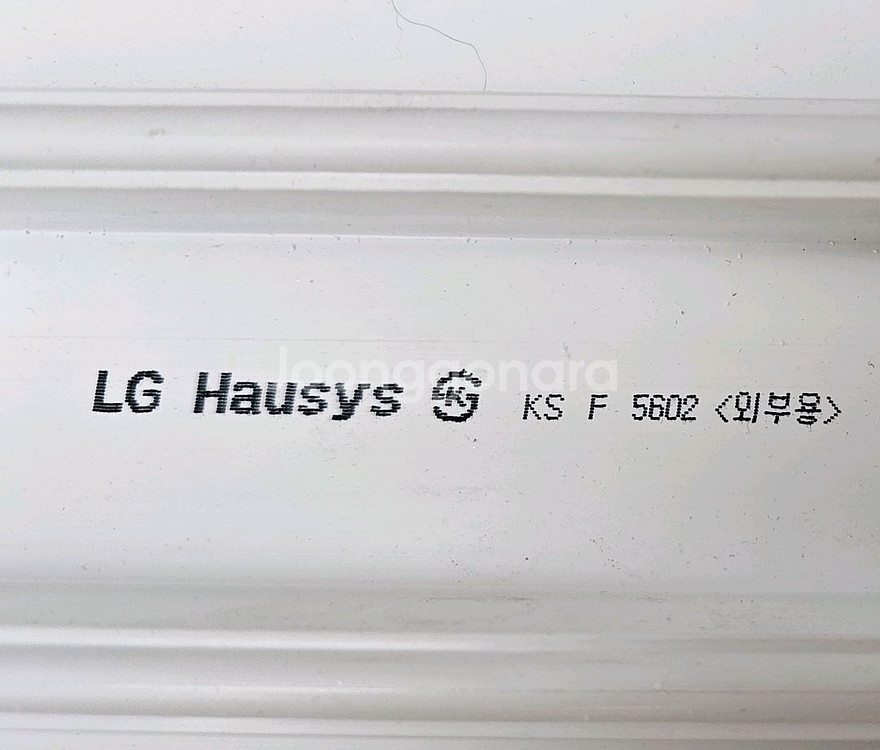 joonggonara
LG Hausys KS F 5602 <외부용>